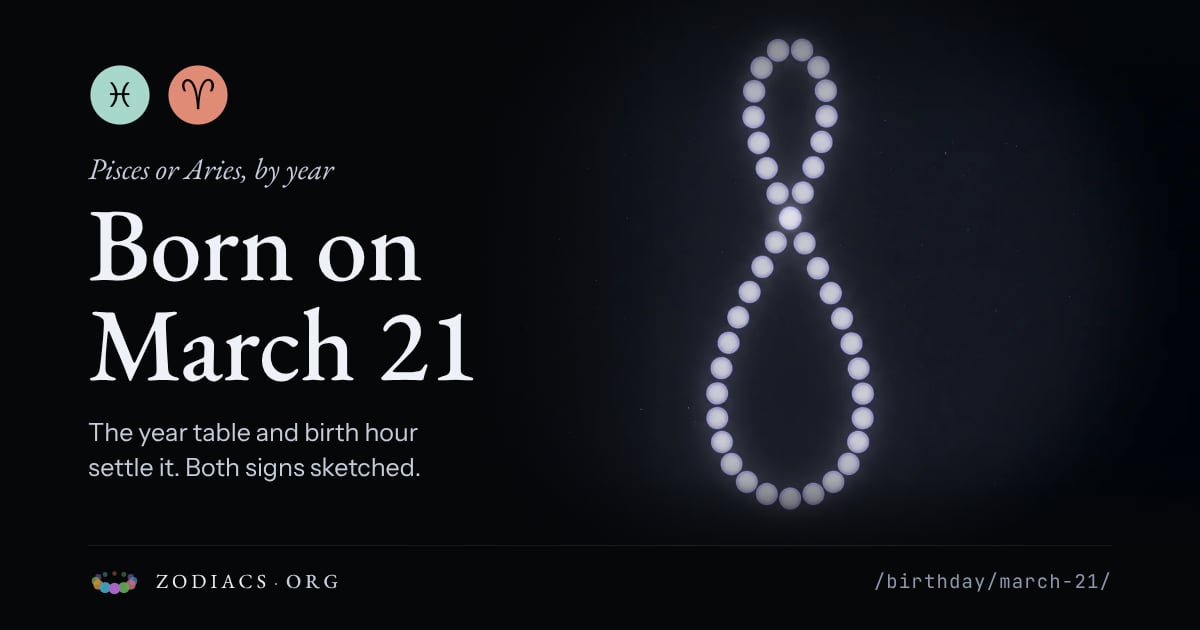 ♓︎ ♈︎
Pisces or Aries, by year
Born on
March 21
The year table and birth hour
settle it. Both signs sketched.
ZODIACS·ORG
/birthday/march-21/